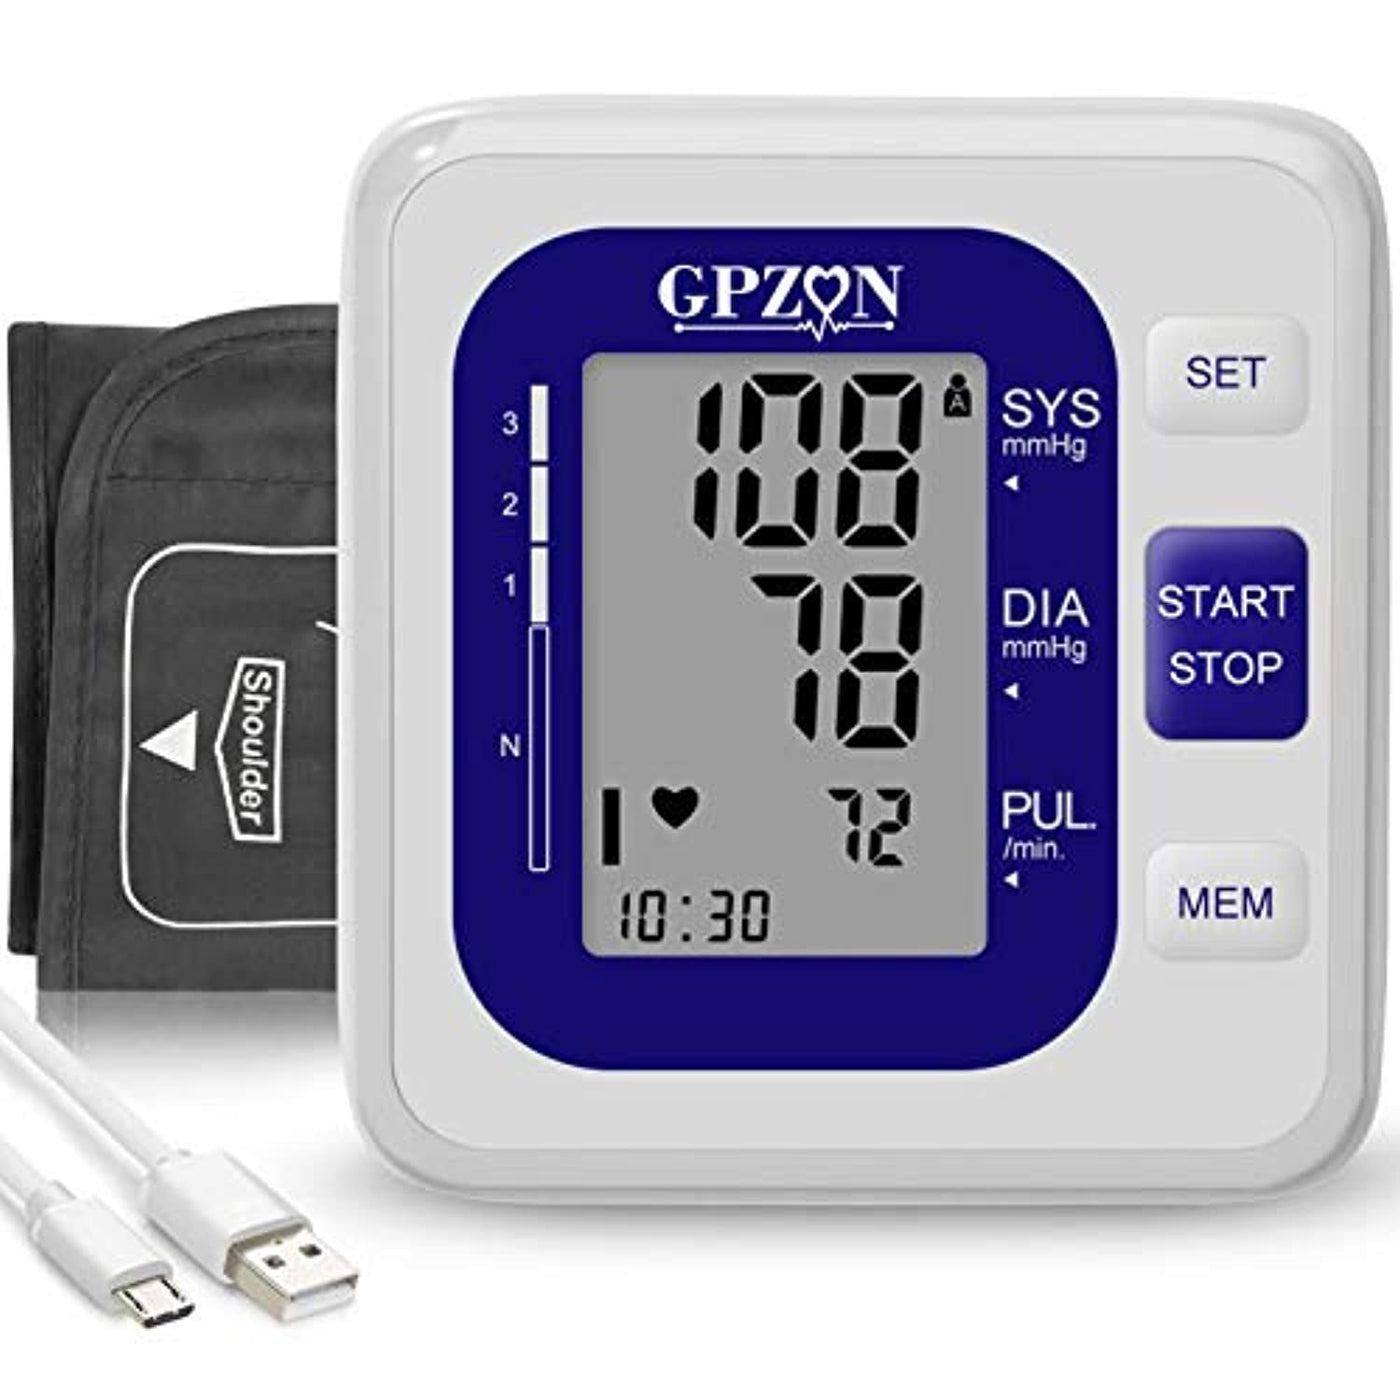 GPZON
108
A
SYS
mmHg
3
2
1
N
78
DIA
mmHg
72
PUL.
/min.
10:30
SET
START
STOP
MEM
Shoulder